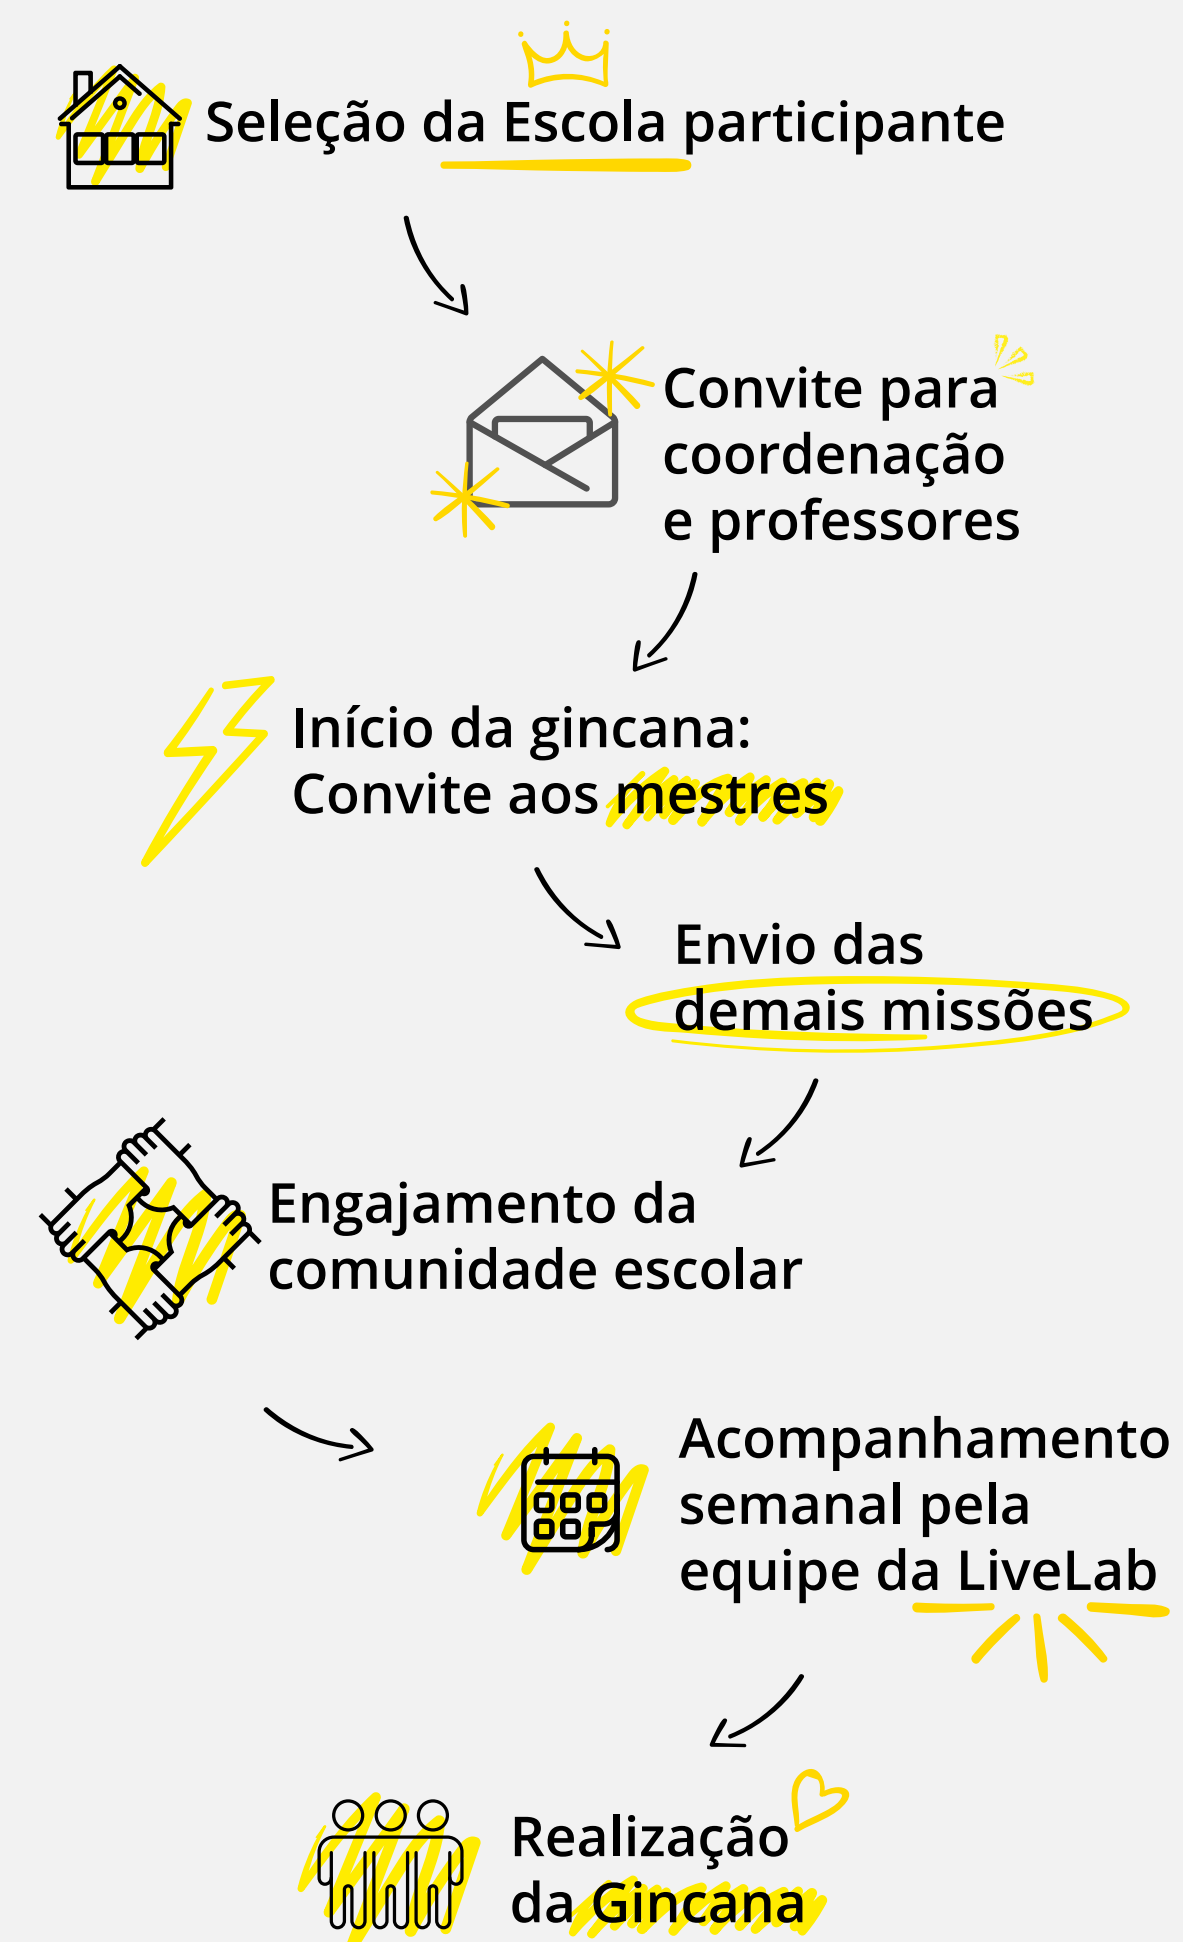 Seleção da Escola participante
Convite para
coordenação
e professores
Início da gincana:
Convite aos mestres
Envio das
demais missões
Engajamento da
comunidade escolar
Acompanhamento
semanal pela
equipe da LiveLab
Realização
da Gincana